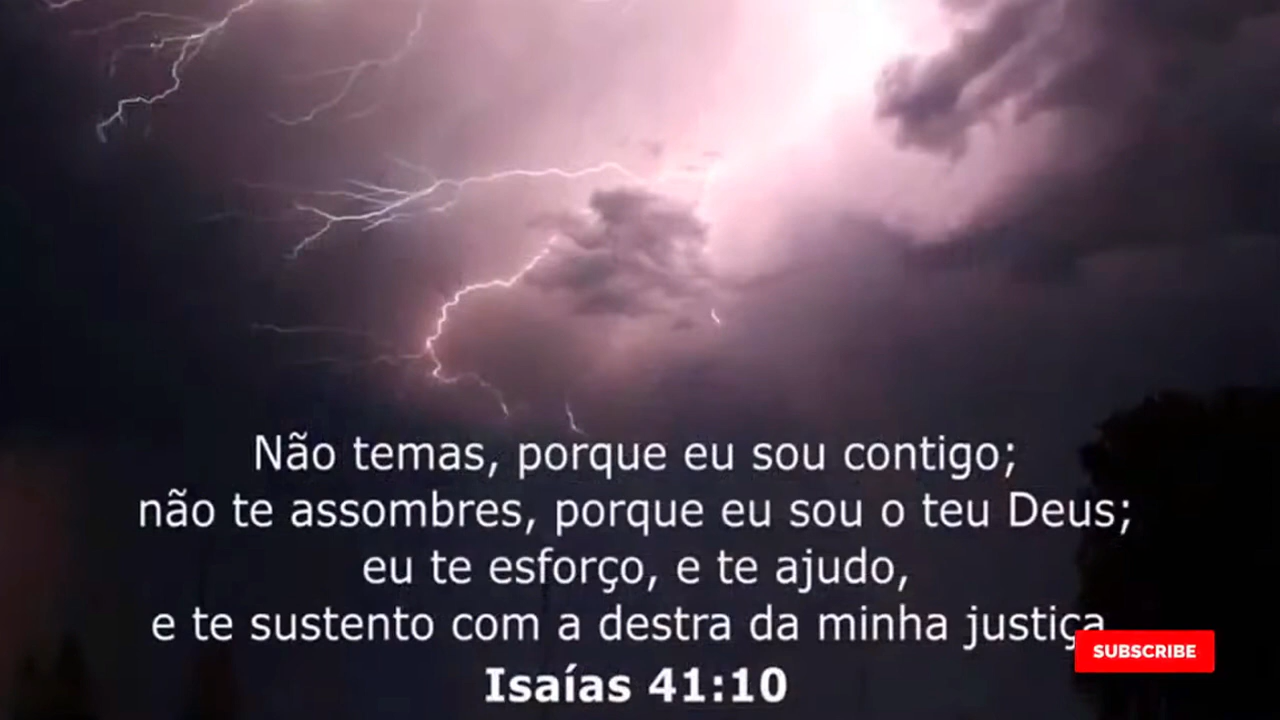 Não temas, porque eu sou contigo;
não te assombres, porque eu sou o teu Deus;
eu te esforço, e te ajudo,
e te sustento com a destra da minha justiça
SUBSCRIBE
Isaías 41:10